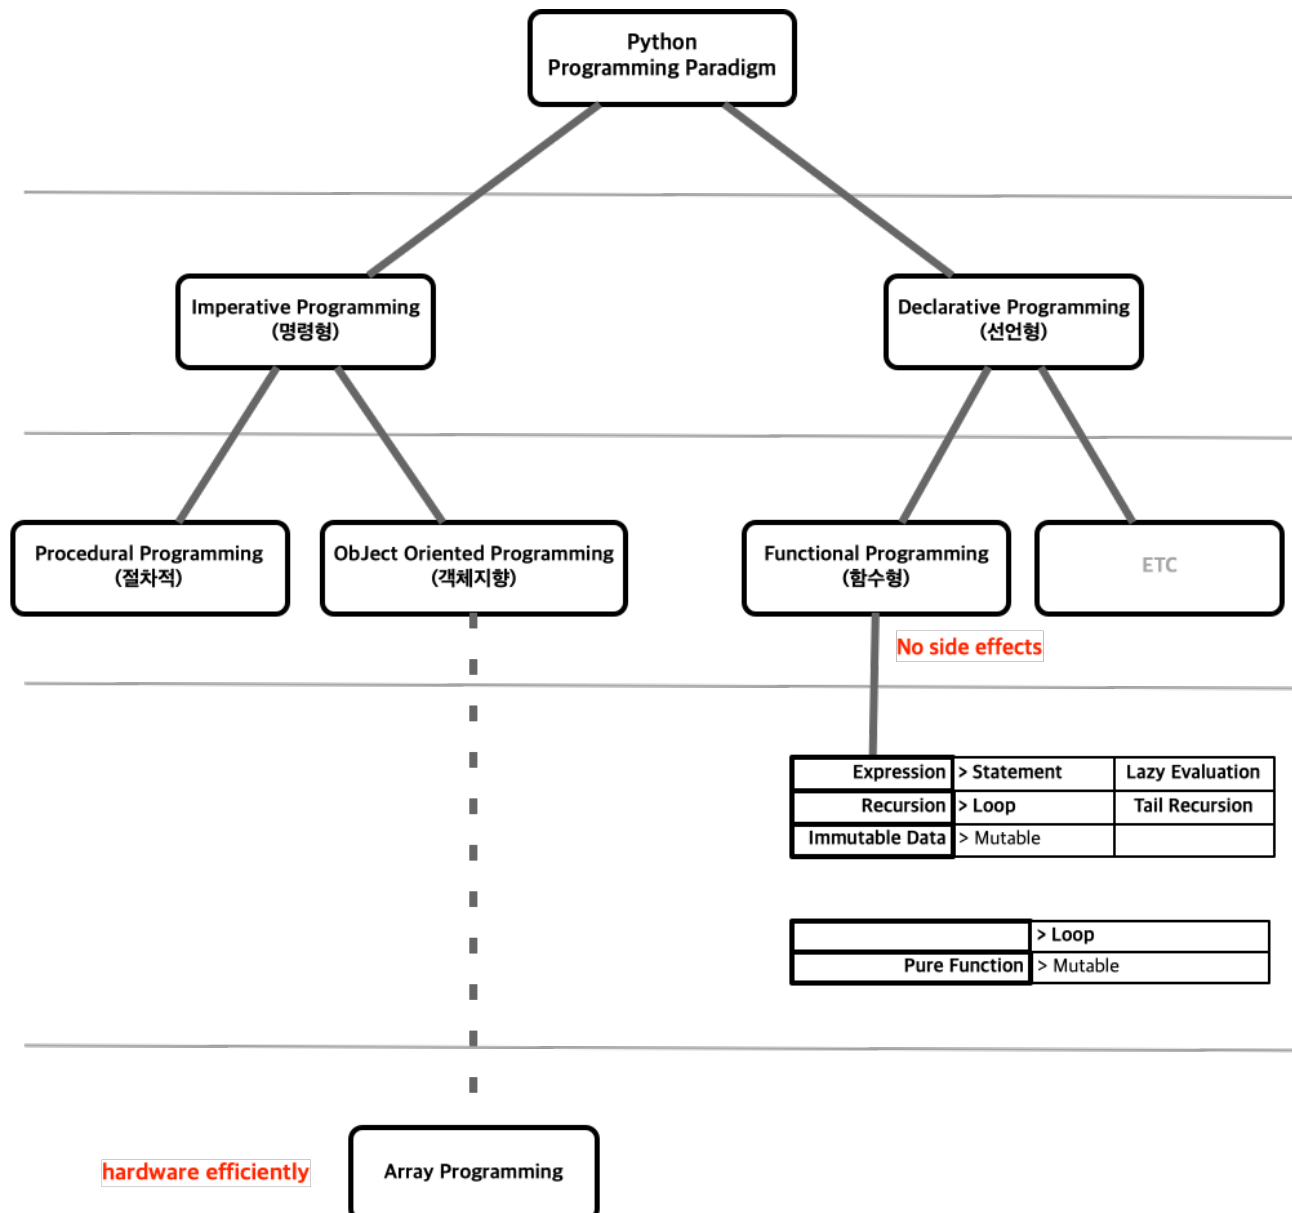 Python
Programming Paradigm
Imperative Programming
(명령형)
Declarative Programming
(선언형)
Procedural Programming
(절차적)
ObJect Oriented Programming
(객체지향)
Functional Programming
(함수형)
ETC
No side effects
Expression > Statement Lazy Evaluation
Recursion > Loop Tail Recursion
Immutable Data > Mutable
> Loop
Pure Function > Mutable
hardware efficiently
Array Programming